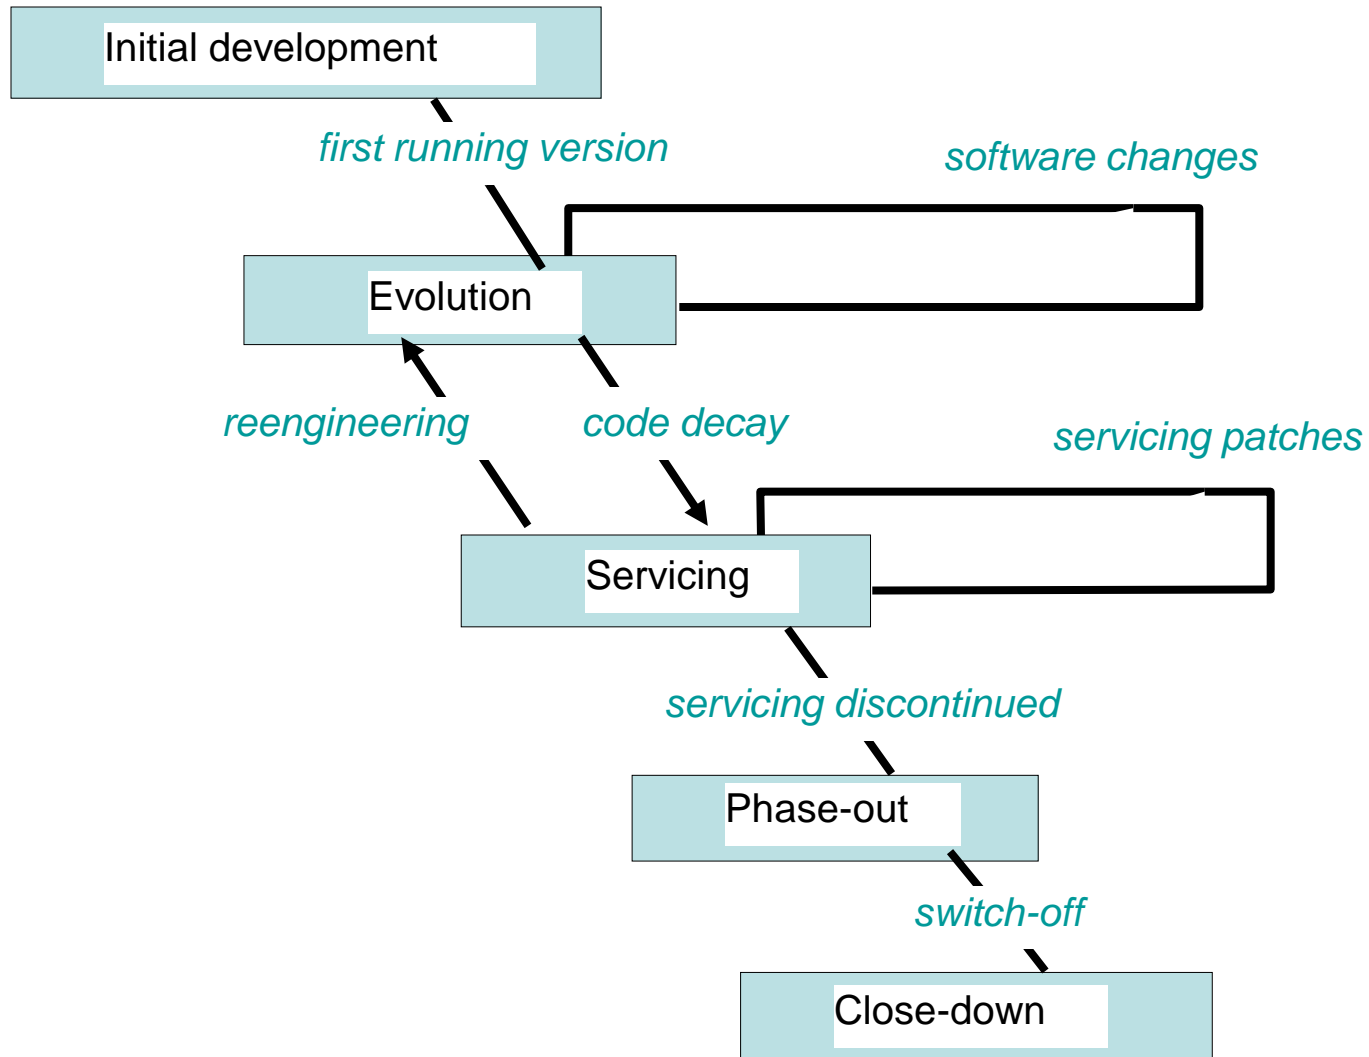 Initial development
first running version
software changes
Evolution
reengineering
code decay
servicing patches
Servicing
servicing discontinued
Phase-out
switch-off
Close-down